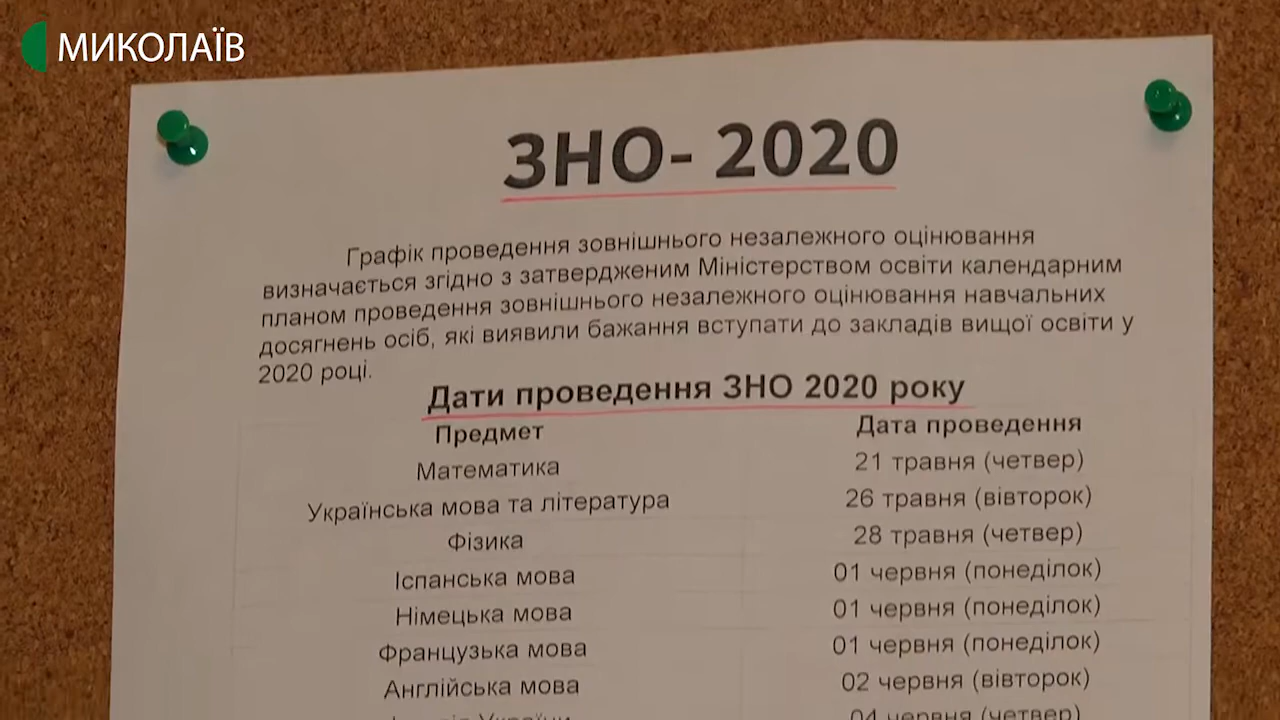 МИКОЛАЇВ
ЗНО- 2020
Графік проведення зовнішнього незалежного оцінювання
визначається згідно з затвердженим Міністерством освіти календарним
планом проведення зовнішнього незалежного оцінювання навчальних
досягнень осіб, які виявили бажання вступати до закладів вищої освіти у
2020 році.
Дати проведення ЗНО 2020 року
Предмет Дата проведення
Математика 21 травня (четвер)
Українська мова та література 26 травня (вівторок)
Фізика 28 травня (четвер)
Іспанська мова 01 червня (понеділок)
Німецька мова 01 червня (понеділок)
Французька мова 01 червня (понеділок)
Англійська мова 02 червня (вівторок)
04 червня (четвер)